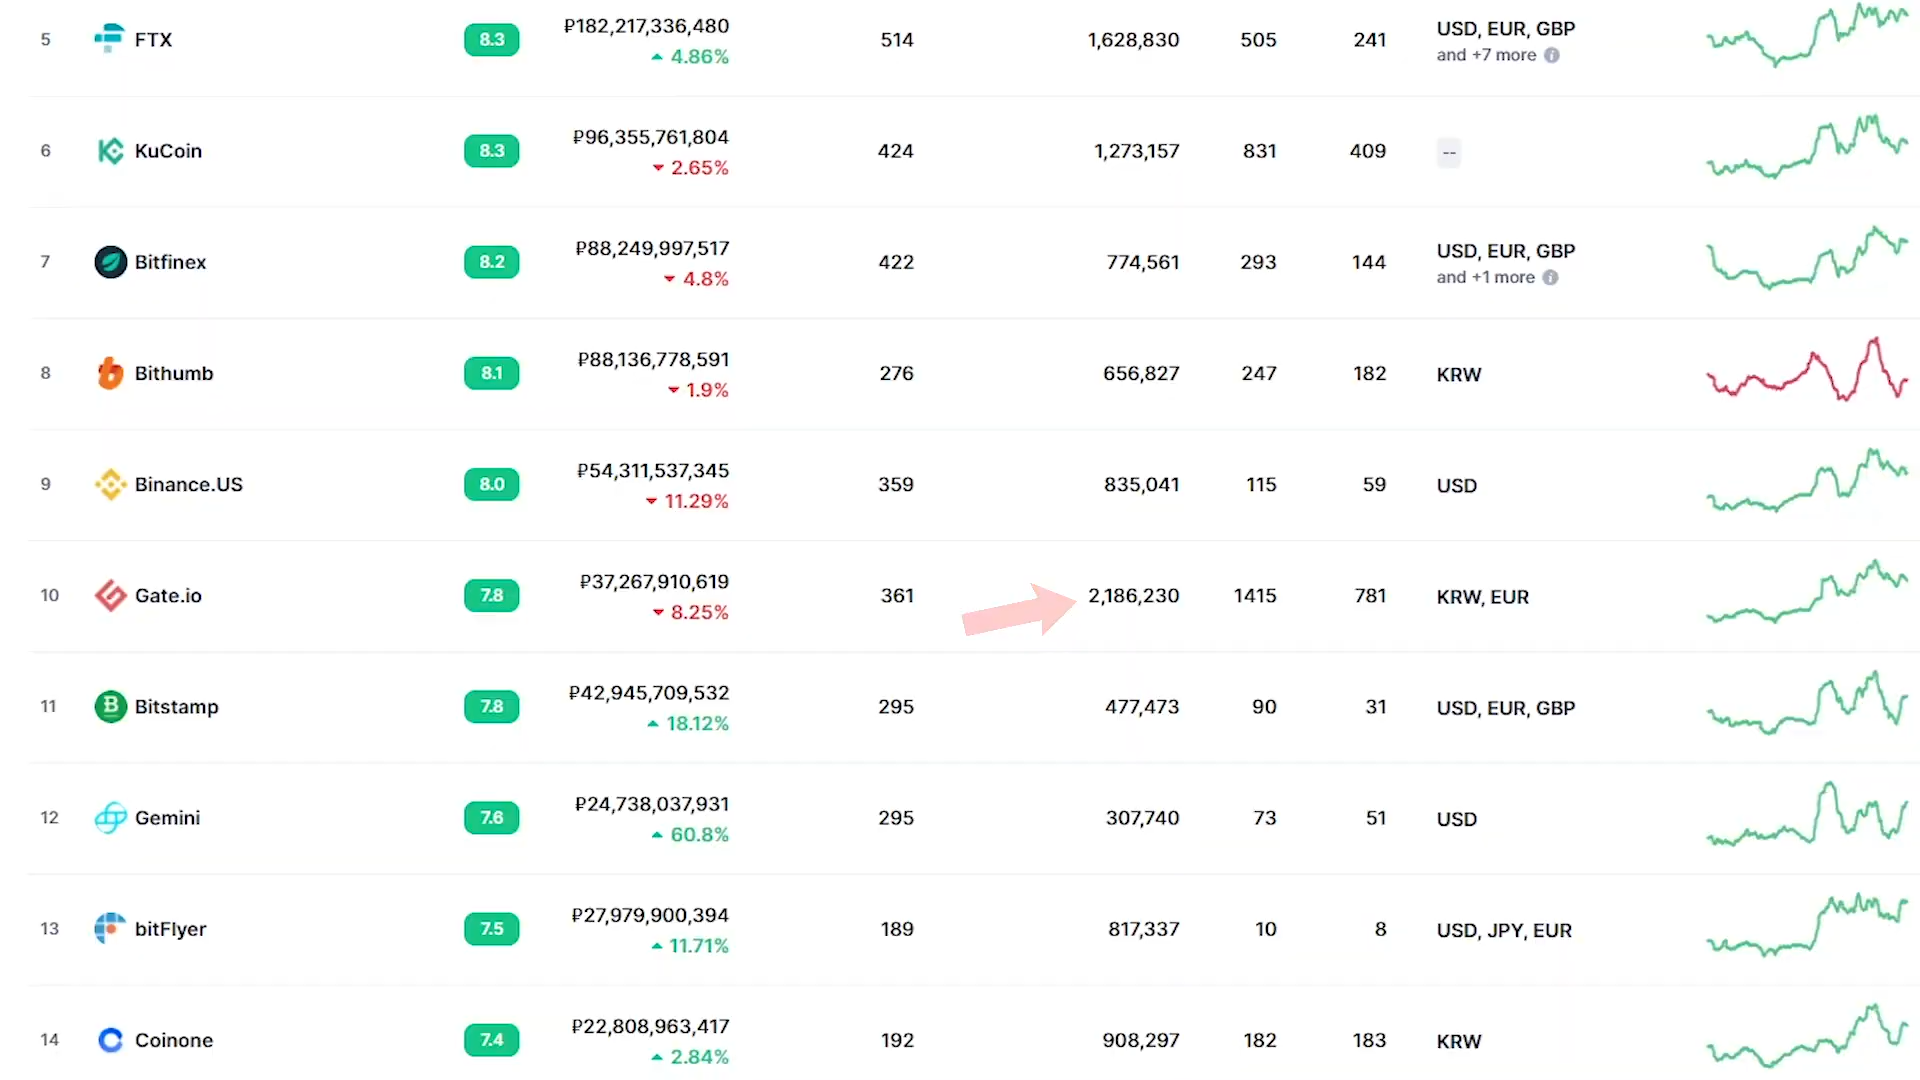 5 FTX 8.3 ₽182,217,336,480 514 1,628,830 505 241 USD, EUR, GBP
4.86% and +7 more
6 KuCoin 8.3 ₽96,355,761,804 424 1,273,157 831 409 --
2.65%
7 Bitfinex 8.2 ₽88,249,997,517 422 774,561 293 144 USD, EUR, GBP
4.8% and +1 more
8 Bithumb 8.1 ₽88,136,778,591 276 656,827 247 182 KRW
1.9%
9 Binance.US 8.0 ₽54,311,537,345 359 835,041 115 59 USD
11.29%
10 Gate.io 7.8 ₽37,267,910,619 361 2,186,230 1415 781 KRW, EUR
8.25%
11 Bitstamp 7.8 ₽42,945,709,532 295 477,473 90 31 USD, EUR, GBP
18.12%
12 Gemini 7.6 ₽24,738,037,931 295 307,740 73 51 USD
60.8%
13 bitFlyer 7.5 ₽27,979,900,394 189 817,337 10 8 USD, JPY, EUR
11.71%
14 Coinone 7.4 ₽22,808,963,417 192 908,297 182 183 KRW
2.84%